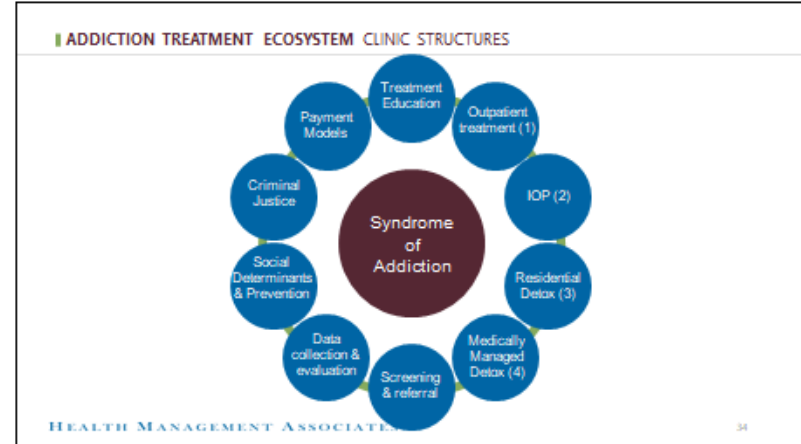 ADDICTION TREATMENT ECOSYSTEM CLINIC STRUCTURES
Treatment
Education
Outpatient
treatment (1)
IOP (2)
Residential
Detox (3)
Medically
Managed
Detox (4)
Screening
& referral
Data
collection &
evaluation
Social
Determinants
& Prevention
Criminal
Justice
Payment
Models
Syndrome
of
Addiction
HEALTH MANAGEMENT ASSOCIATES
34